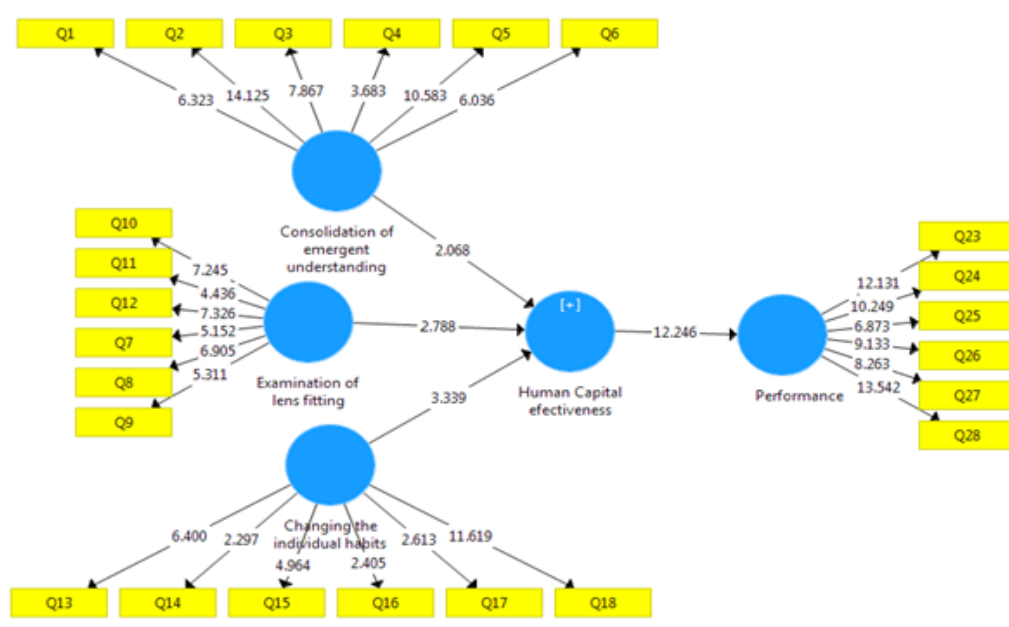 Q1 Q2 Q3 Q4 Q5 Q6
6.323 14.125 7.867 3.683 10.583 6.036
Consolidation of
emergent
understanding
2.068
Q10
Q11
Q12
Q7
Q8
Q9
7.245
4.436
7.326
5.152
6.905
5.311
Examination of
lens fitting
2.788
[+]
Human Capital
efectiveness
12.246
Performance
12.131
10.249
6.873
9.133
8.263
13.542
Q23
Q24
Q25
Q26
Q27
Q28
3.339
Changing the
individual habits
6.400 2.297 4.964 2.405 2.613 11.619
Q13 Q14 Q15 Q16 Q17 Q18